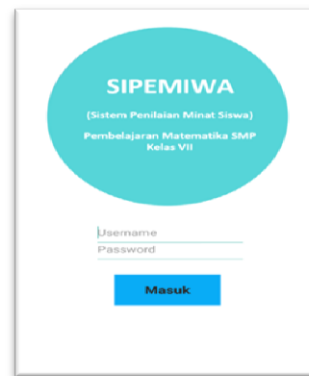 SIPEMIWA
(Sistem Penilaian Minat Siswa)
Pembelajaran Matematika SMP
Kelas VII
Username
Password
Masuk